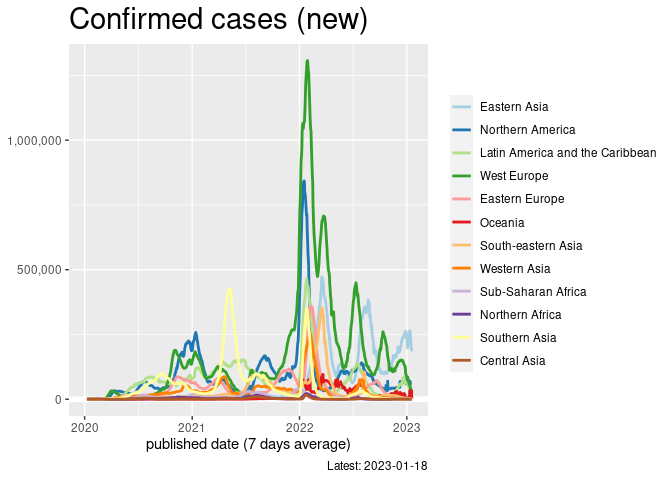 Confirmed cases (new)
1,000,000
500,000
0
2020
2021
2022
2023
published date (7 days average)
Latest: 2023-01-18
Eastern Asia
Northern America
Latin America and the Caribbean
West Europe
Eastern Europe
Oceania
South-eastern Asia
Western Asia
Sub-Saharan Africa
Northern Africa
Southern Asia
Central Asia